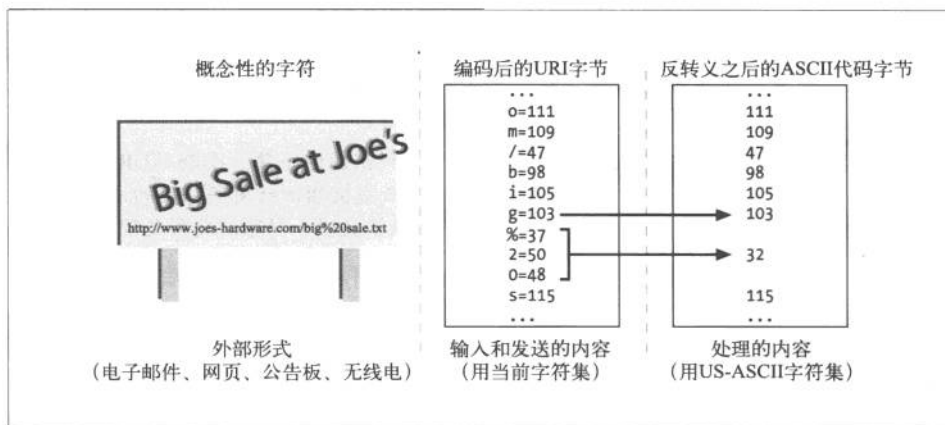 概念性的字符
Big Sale at Joe's
http://www.joes-hardware.com/big%20sale.txt
外部形式
（电子邮件、网页、公告板、无线电）
编码后的URI字节
...
o=111
m=109
/=47
b=98
i=105
g=103
%=37
2=50
0=48
s=115
...
输入和发送的内容
（用当前字符集）
反转义之后的ASCII代码字节
...
111
109
47
98
105
103
32
115
...
处理的内容
（用US-ASCII字符集）